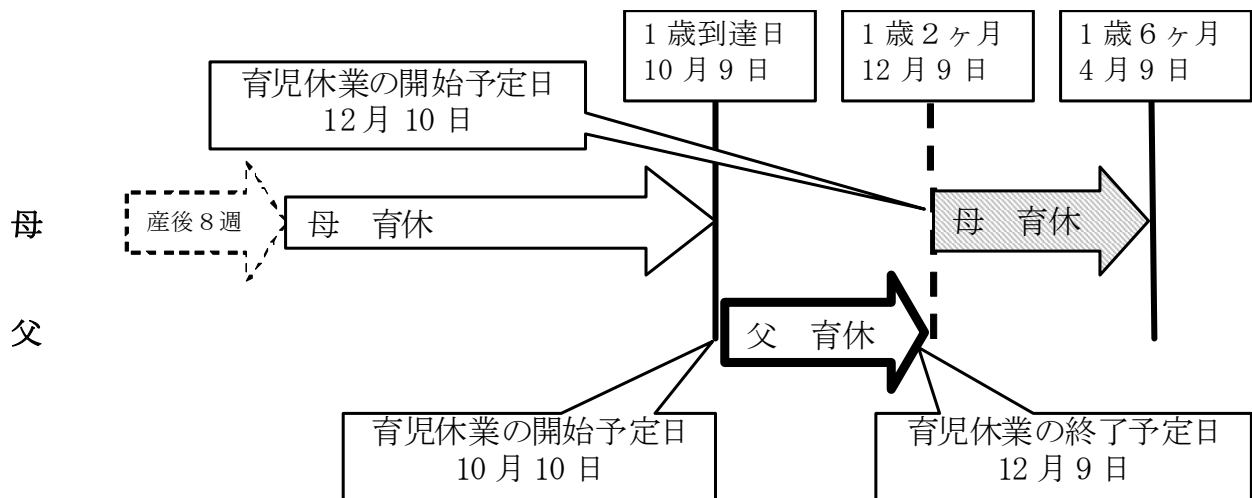 1歳到達日
10月9日
1歳2ヶ月
12月9日
1歳6ヶ月
4月9日
育児休業の開始予定日
12月10日
母
産後8週
母 育休
母 育休
父
父 育休
育児休業の開始予定日
10月10日
育児休業の終了予定日
12月9日